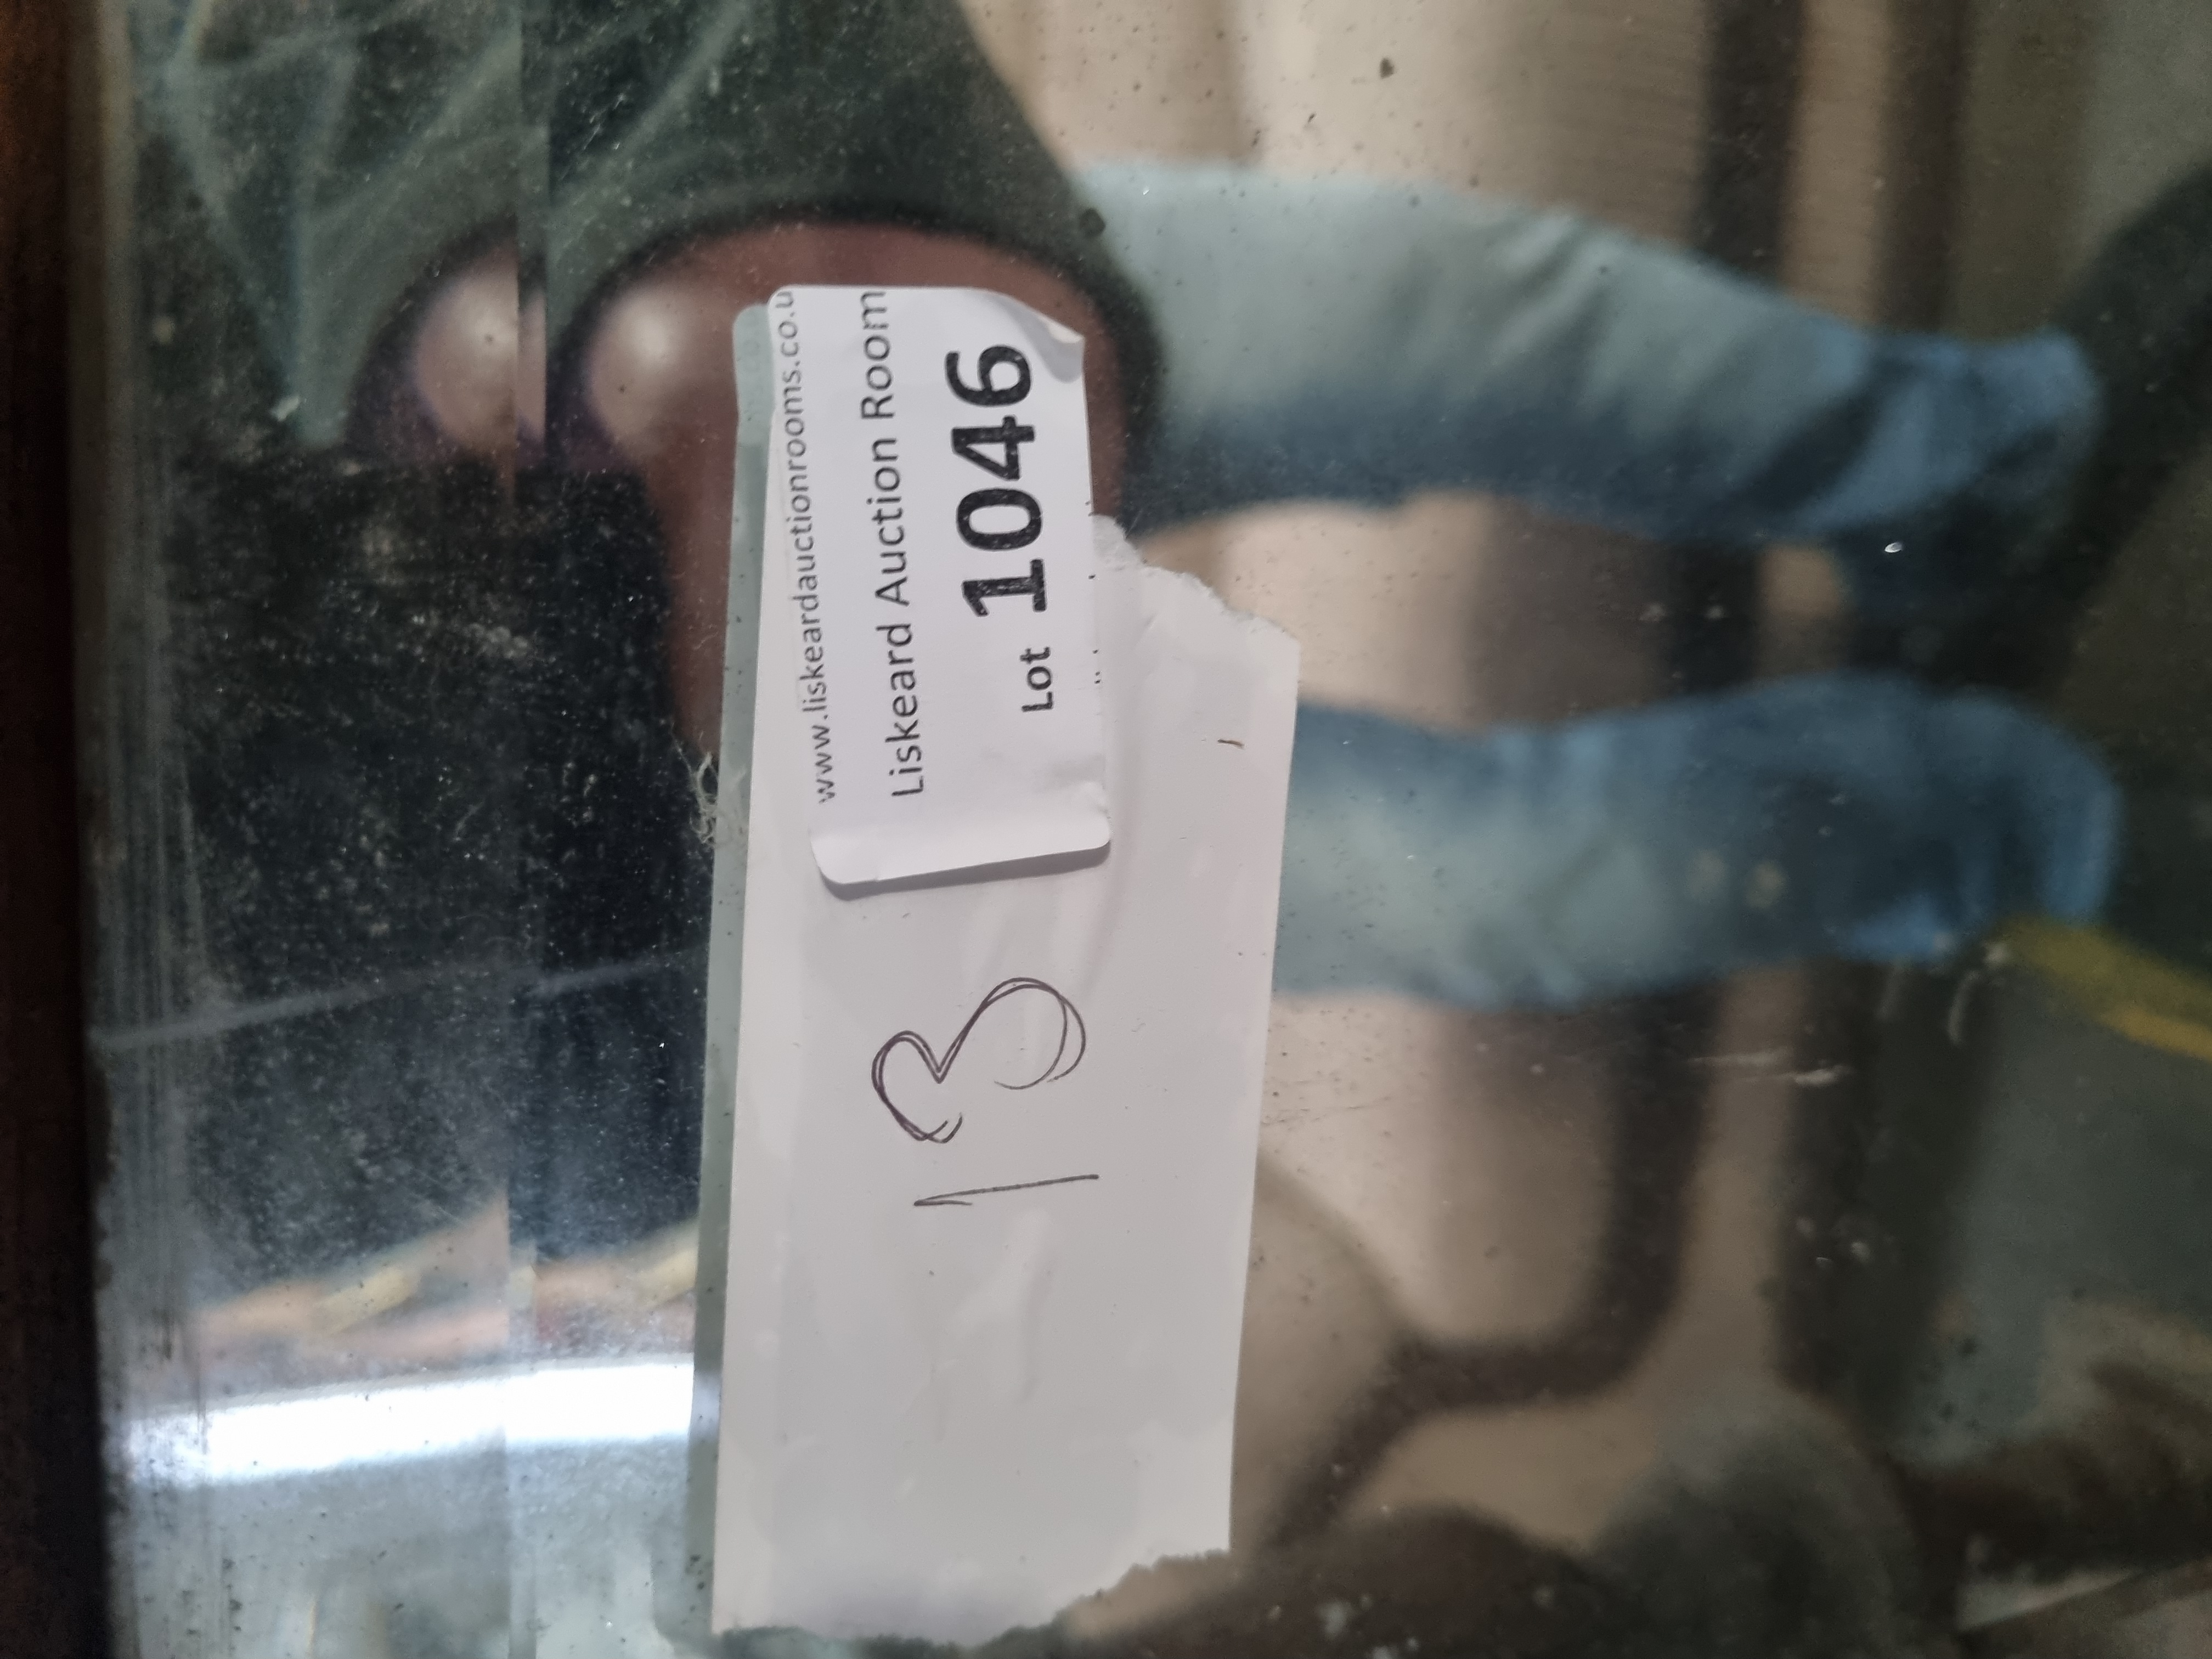 www.liskeardauctionrooms.co.u
Liskeard Auction Room
Lot 1046
13